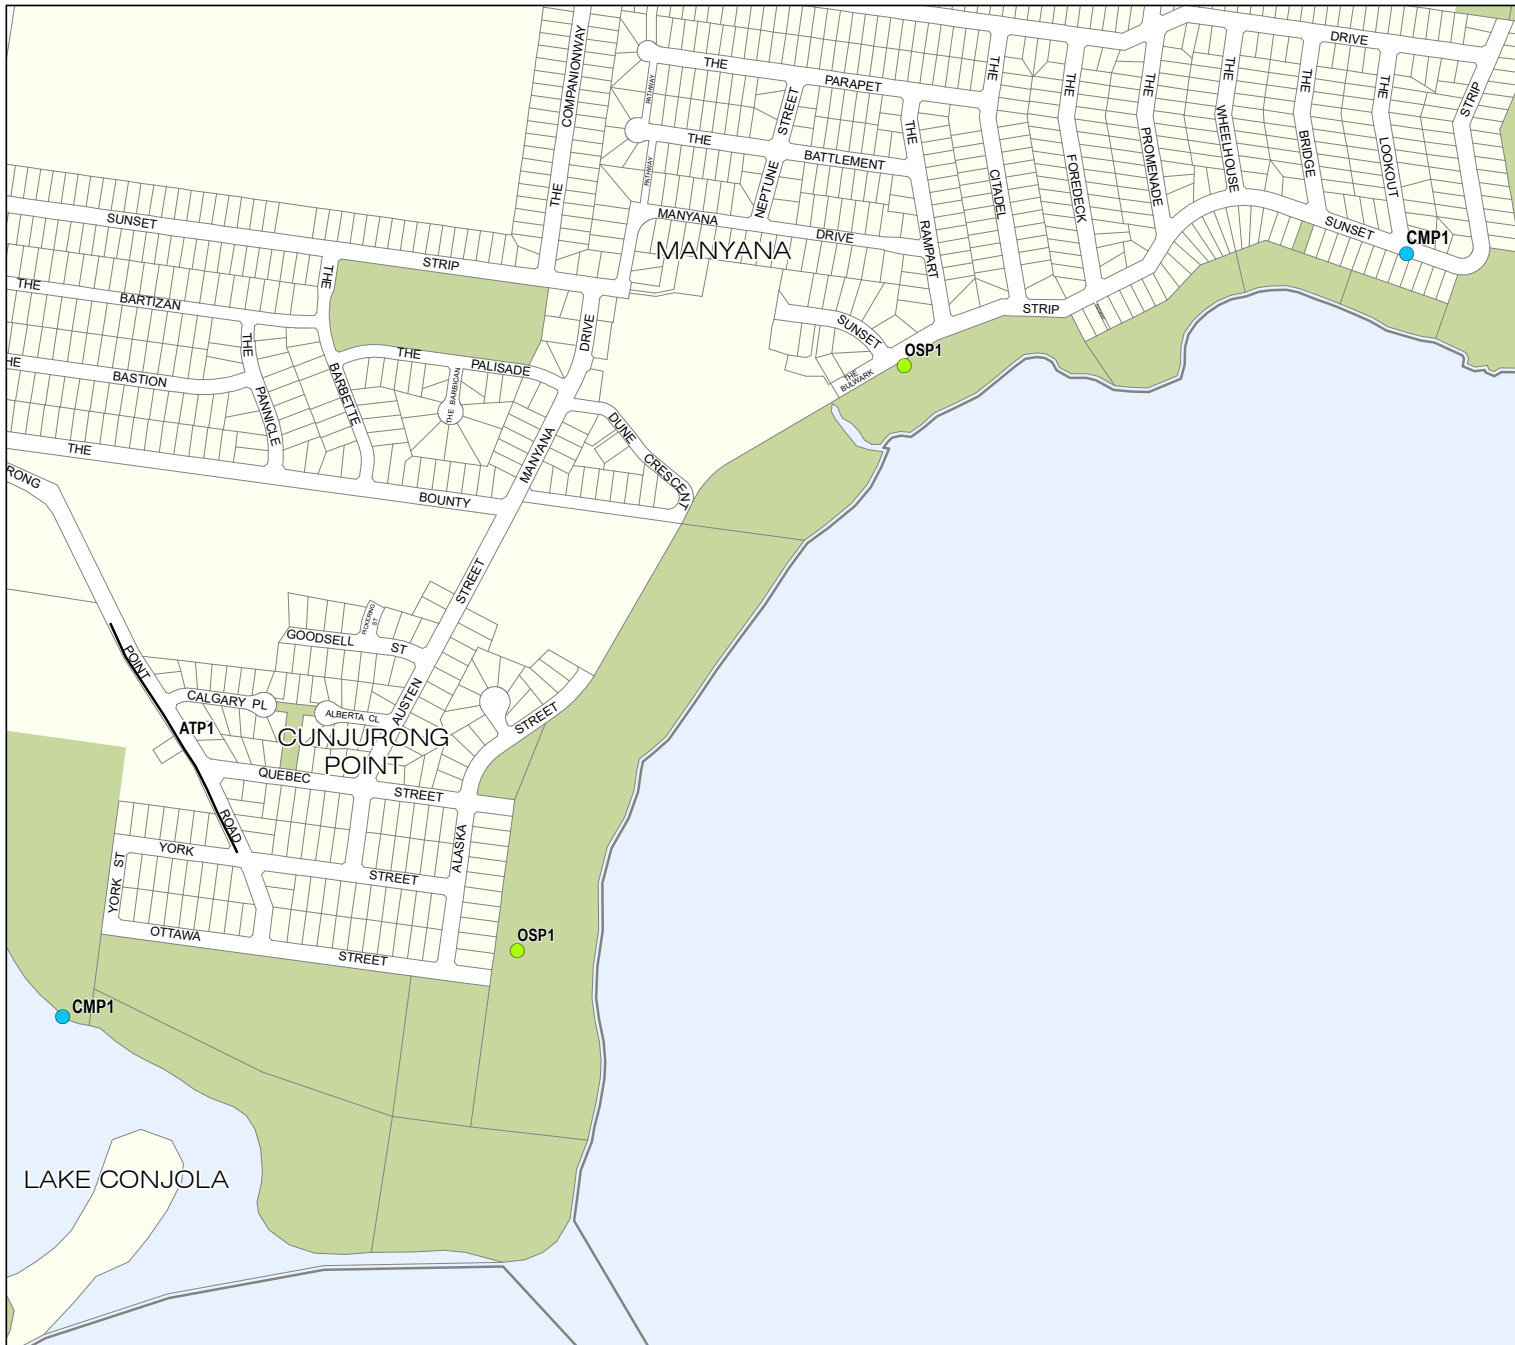 DRIVE
THE
PARAPET
THE
COMPANIONWAY
THE
PATHWAY
THE
BATTLEMENT
NEPTUNE
STREET
PATHWAY
MANYANA
DRIVE
MANYANA
THE
RAMPART
THE
CITADEL
THE
FOREDECK
THE
PROMENADE
THE
WHEELHOUSE
THE
BRIDGE
THE
LOOKOUT
STRIP
SUNSET
CMP1
SUNSET
STRIP
STRIP
SUNSET
THE
BULWARK
OSP1
THE
BARTIZAN
THE
BARBETTE
HE
BASTION
THE
PANNICLE
THE
PALISADE
THE BARBICAN
MANYANA
DRIVE
DUNE
CRESCENT
THE
BOUNTY
RONG
POINT
ROAD
ATP1
AUSTEN
STREET
PICKERING
ST
GOODSELL
ST
CALGARY PL
ALBERTA CL
CUNJURONG
POINT
STREET
QUEBEC
STREET
ALASKA
YORK
STREET
YORK ST
OTTAWA
STREET
OSP1
CMP1
LAKE CONJOLA